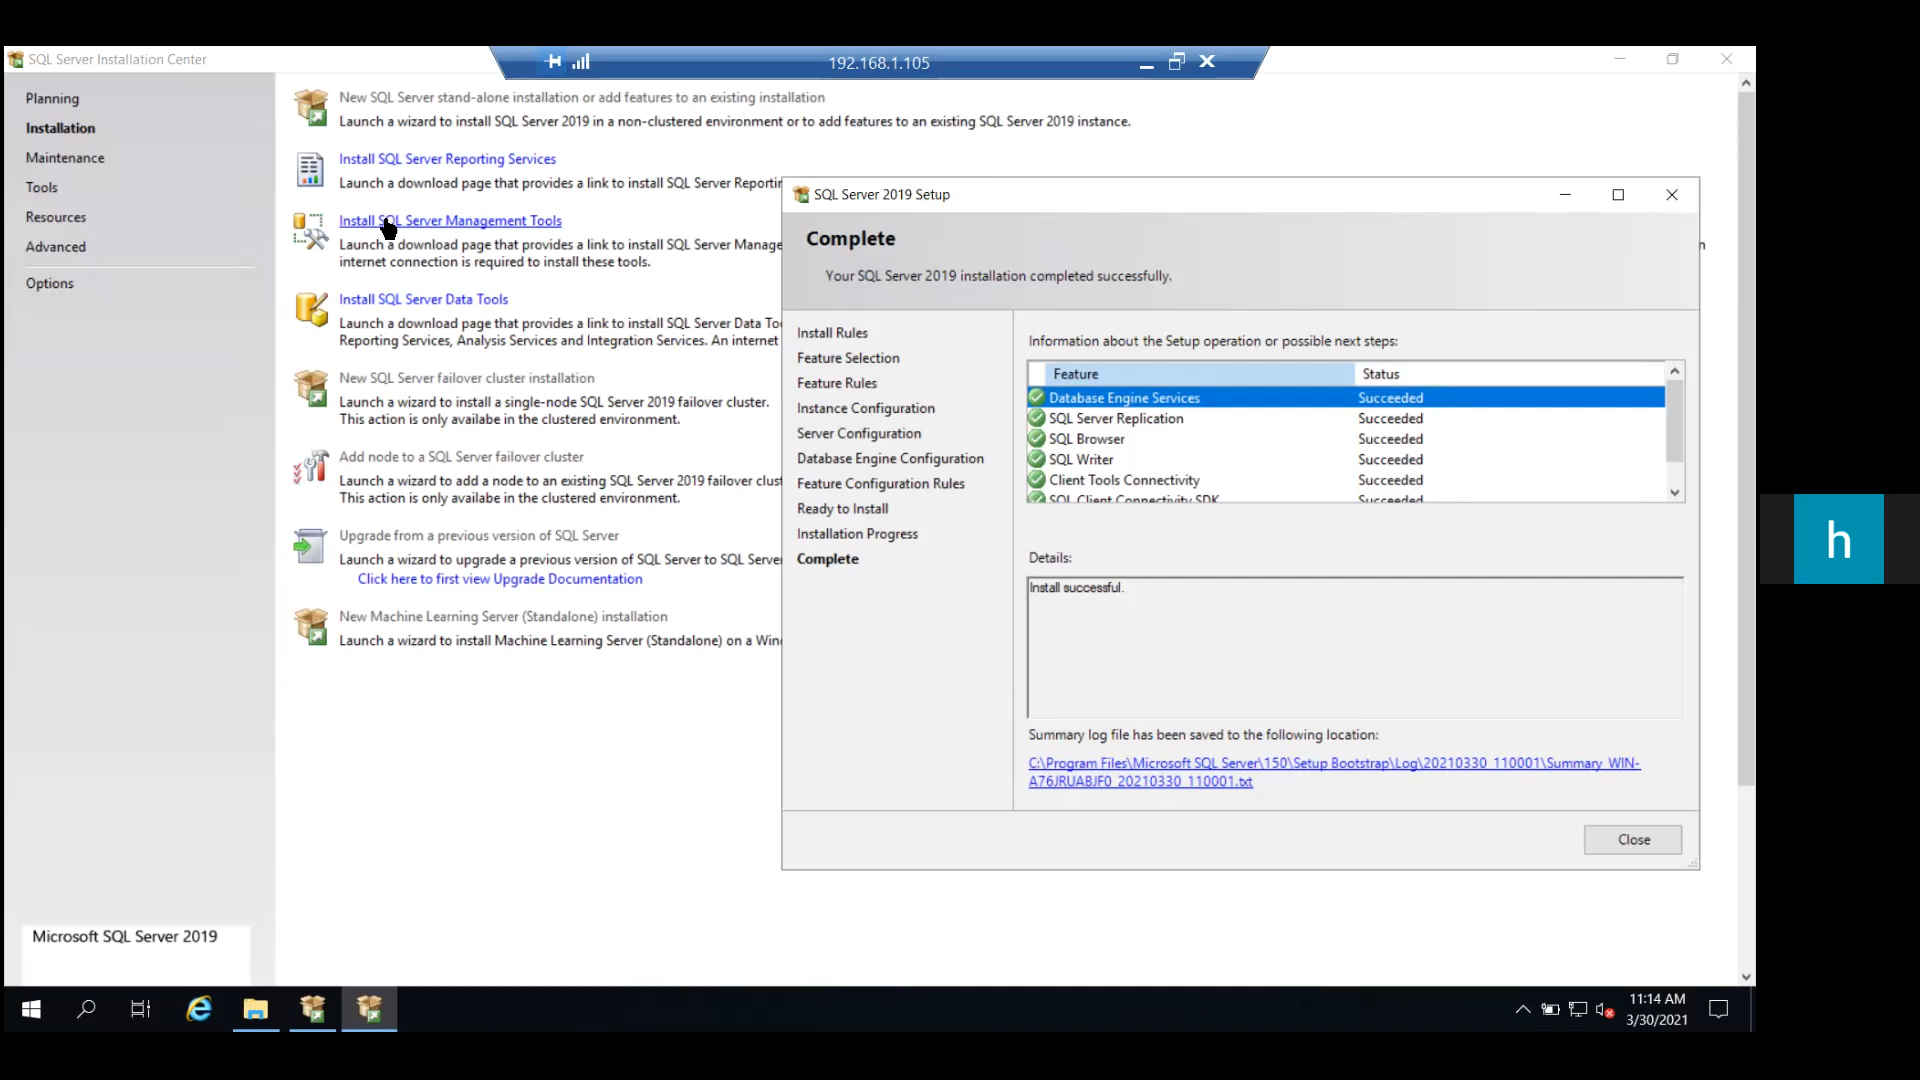 SQL Server Installation Center
192.168.1.105
Planning
Installation
Maintenance
Tools
Resources
Advanced
Options
New SQL Server stand-alone installation or add features to an existing installation
Launch a wizard to install SQL Server 2019 in a non-clustered environment or to add features to an existing SQL Server 2019 instance.
Install SQL Server Reporting Services
Launch a download page that provides a link to install SQL Server Reportin
Install SQL Server Management Tools
Launch a download page that provides a link to install SQL Server Manage
internet connection is required to install these tools.
Install SQL Server Data Tools
Launch a download page that provides a link to install SQL Server Data Too
Reporting Services, Analysis Services and Integration Services. An internet
New SQL Server failover cluster installation
Launch a wizard to install a single-node SQL Server 2019 failover cluster.
This action is only availabe in the clustered environment.
Add node to a SQL Server failover cluster
Launch a wizard to add a node to an existing SQL Server 2019 failover clust
This action is only availabe in the clustered environment.
Upgrade from a previous version of SQL Server
Launch a wizard to upgrade a previous version of SQL Server to SQL Server
Click here to first view Upgrade Documentation
New Machine Learning Server (Standalone) installation
Launch a wizard to install Machine Learning Server (Standalone) on a Win
Microsoft SQL Server 2019
SQL Server 2019 Setup
Complete
Your SQL Server 2019 installation completed successfully.
Install Rules
Feature Selection
Feature Rules
Instance Configuration
Server Configuration
Database Engine Configuration
Feature Configuration Rules
Ready to Install
Installation Progress
Complete
Information about the Setup operation or possible next steps:
Feature Status
Database Engine Services Succeeded
SQL Server Replication Succeeded
SQL Browser Succeeded
SQL Writer Succeeded
Client Tools Connectivity Succeeded
SQL Client Connectivity SDK Succeeded
Details:
Install successful.
Summary log file has been saved to the following location:
C:\Program Files\Microsoft SQL Server\150\Setup Bootstrap\Log\20210330_110001\Summary_WIN-
A76JRUABJF0_20210330_110001.txt
Close
h
11:14 AM
3/30/2021